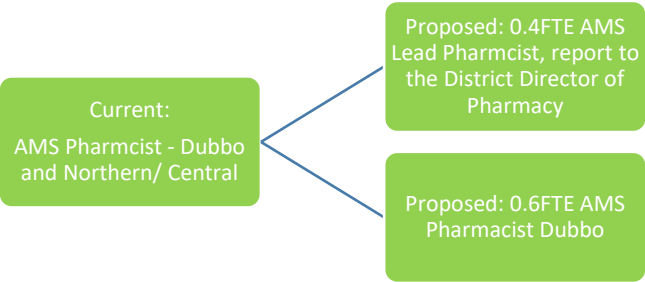 Current:
AMS Pharmcist - Dubbo
and Northern/ Central
Proposed: 0.4FTE AMS
Lead Pharmcist, report to
the District Director of
Pharmacy
Proposed: 0.6FTE AMS
Pharmacist Dubbo